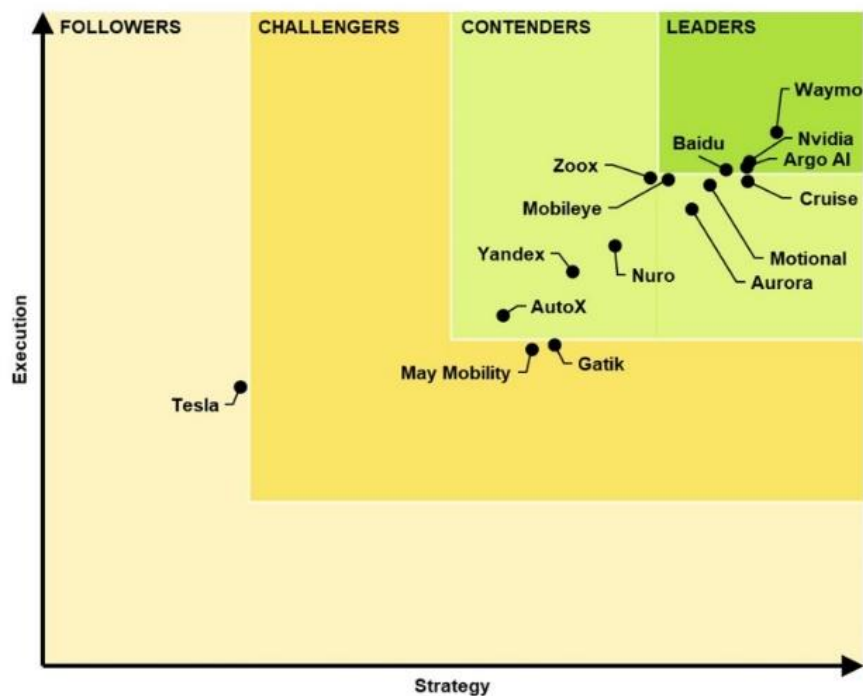 FOLLOWERS
CHALLENGERS
CONTENDERS
LEADERS
Waymo
Nvidia
Baidu
Argo AI
Zoox
Cruise
Mobileye
Motional
Yandex
Nuro
Aurora
AutoX
Gatik
May Mobility
Tesla
Execution
Strategy